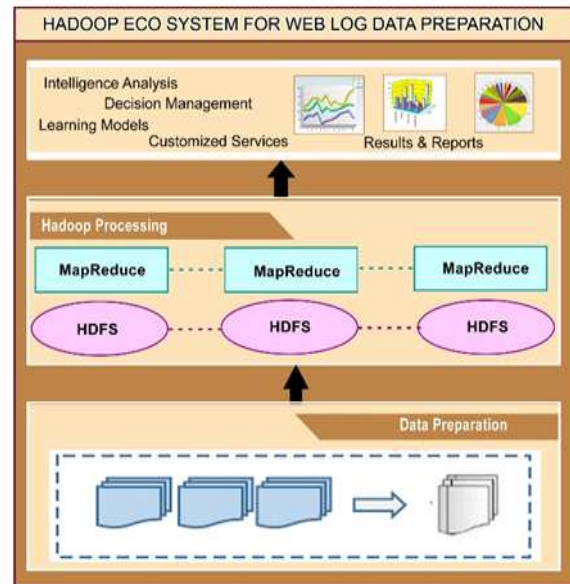 HADOOP ECO SYSTEM FOR WEB LOG DATA PREPARATION
Intelligence Analysis
Decision Management
Learning Models
Customized Services
Results & Reports
Hadoop Processing
MapReduce
MapReduce
MapReduce
HDFS
HDFS
HDFS
Data Preparation